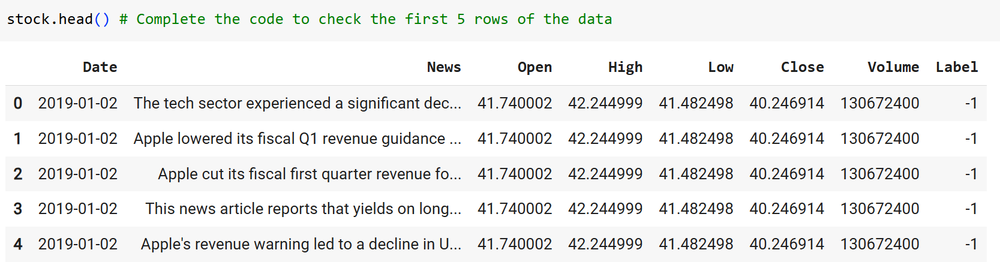 stock.head() # Complete the code to check the first 5 rows of the data
Date News Open High Low Close Volume Label
0 2019-01-02 The tech sector experienced a significant dec... 41.740002 42.244999 41.482498 40.246914 130672400 -1
1 2019-01-02 Apple lowered its fiscal Q1 revenue guidance ... 41.740002 42.244999 41.482498 40.246914 130672400 -1
2 2019-01-02 Apple cut its fiscal first quarter revenue fo... 41.740002 42.244999 41.482498 40.246914 130672400 -1
3 2019-01-02 This news article reports that yields on long... 41.740002 42.244999 41.482498 40.246914 130672400 -1
4 2019-01-02 Apple's revenue warning led to a decline in U... 41.740002 42.244999 41.482498 40.246914 130672400 -1